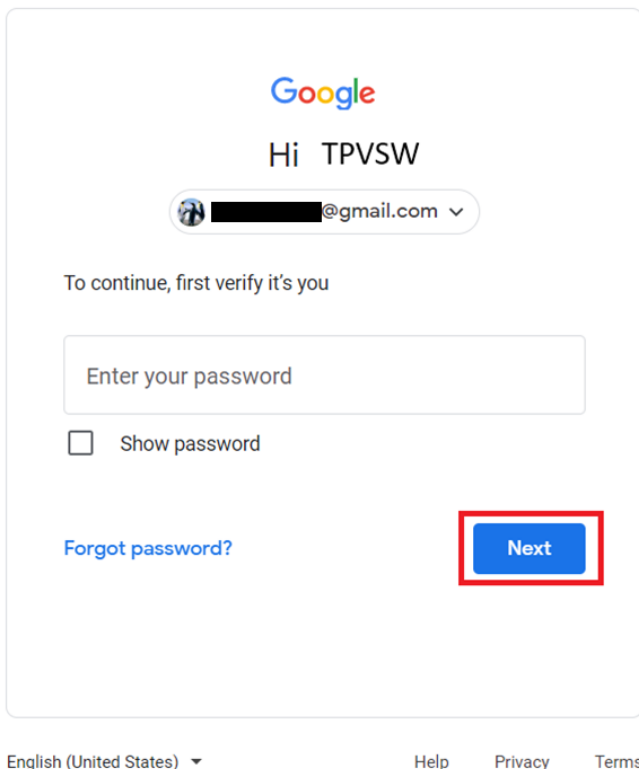 Google
Hi TPVSW
@gmail.com
To continue, first verify it's you
Enter your password
Show password
Forgot password?
Next
English (United States)
Help Privacy Terms